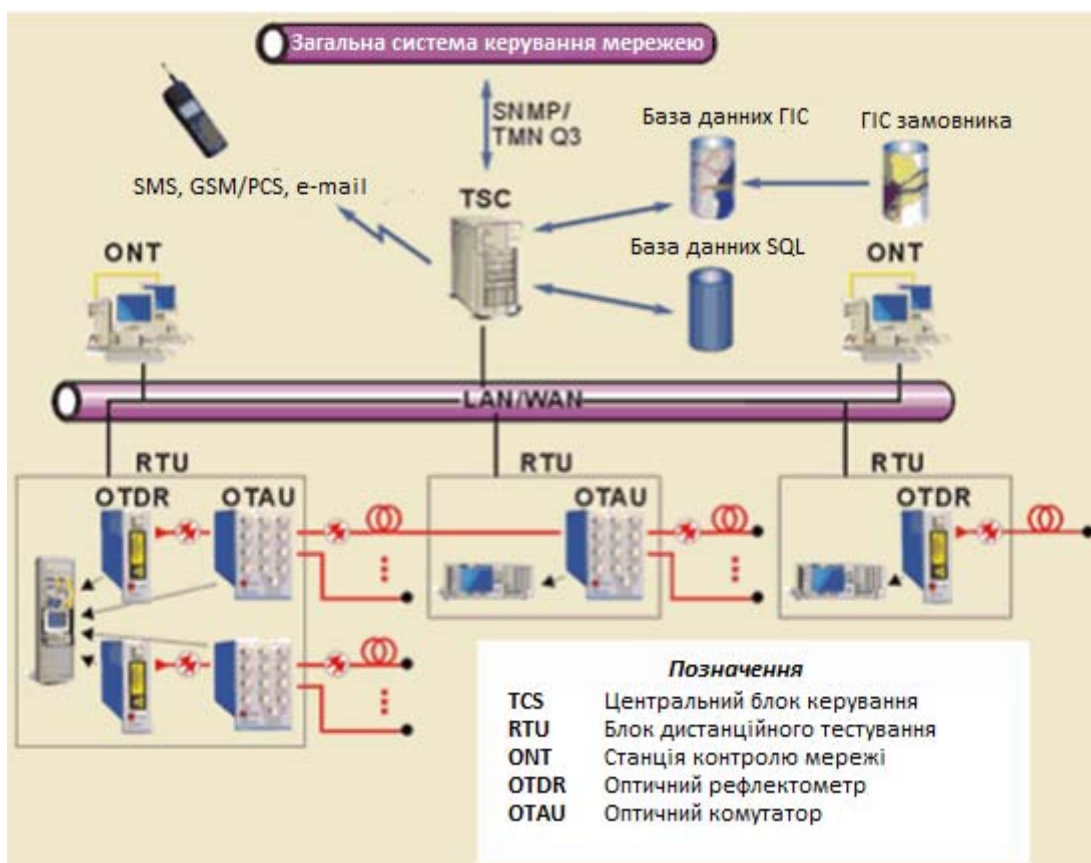 Загальна система керування мережею
SNMP/
TMN Q3
База данних ГІС
ГІС замовника
SMS, GSM/PCS, e-mail
TSC
ONT
База данних SQL
ONT
LAN/WAN
RTU
RTU
RTU
OTDR
OTAU
OTAU
OTDR
Позначення
TCS Центральний блок керування
RTU Блок дистанційного тестування
ONT Станція контролю мережі
OTDR Оптичний рефлектометр
OTAU Оптичний комутатор